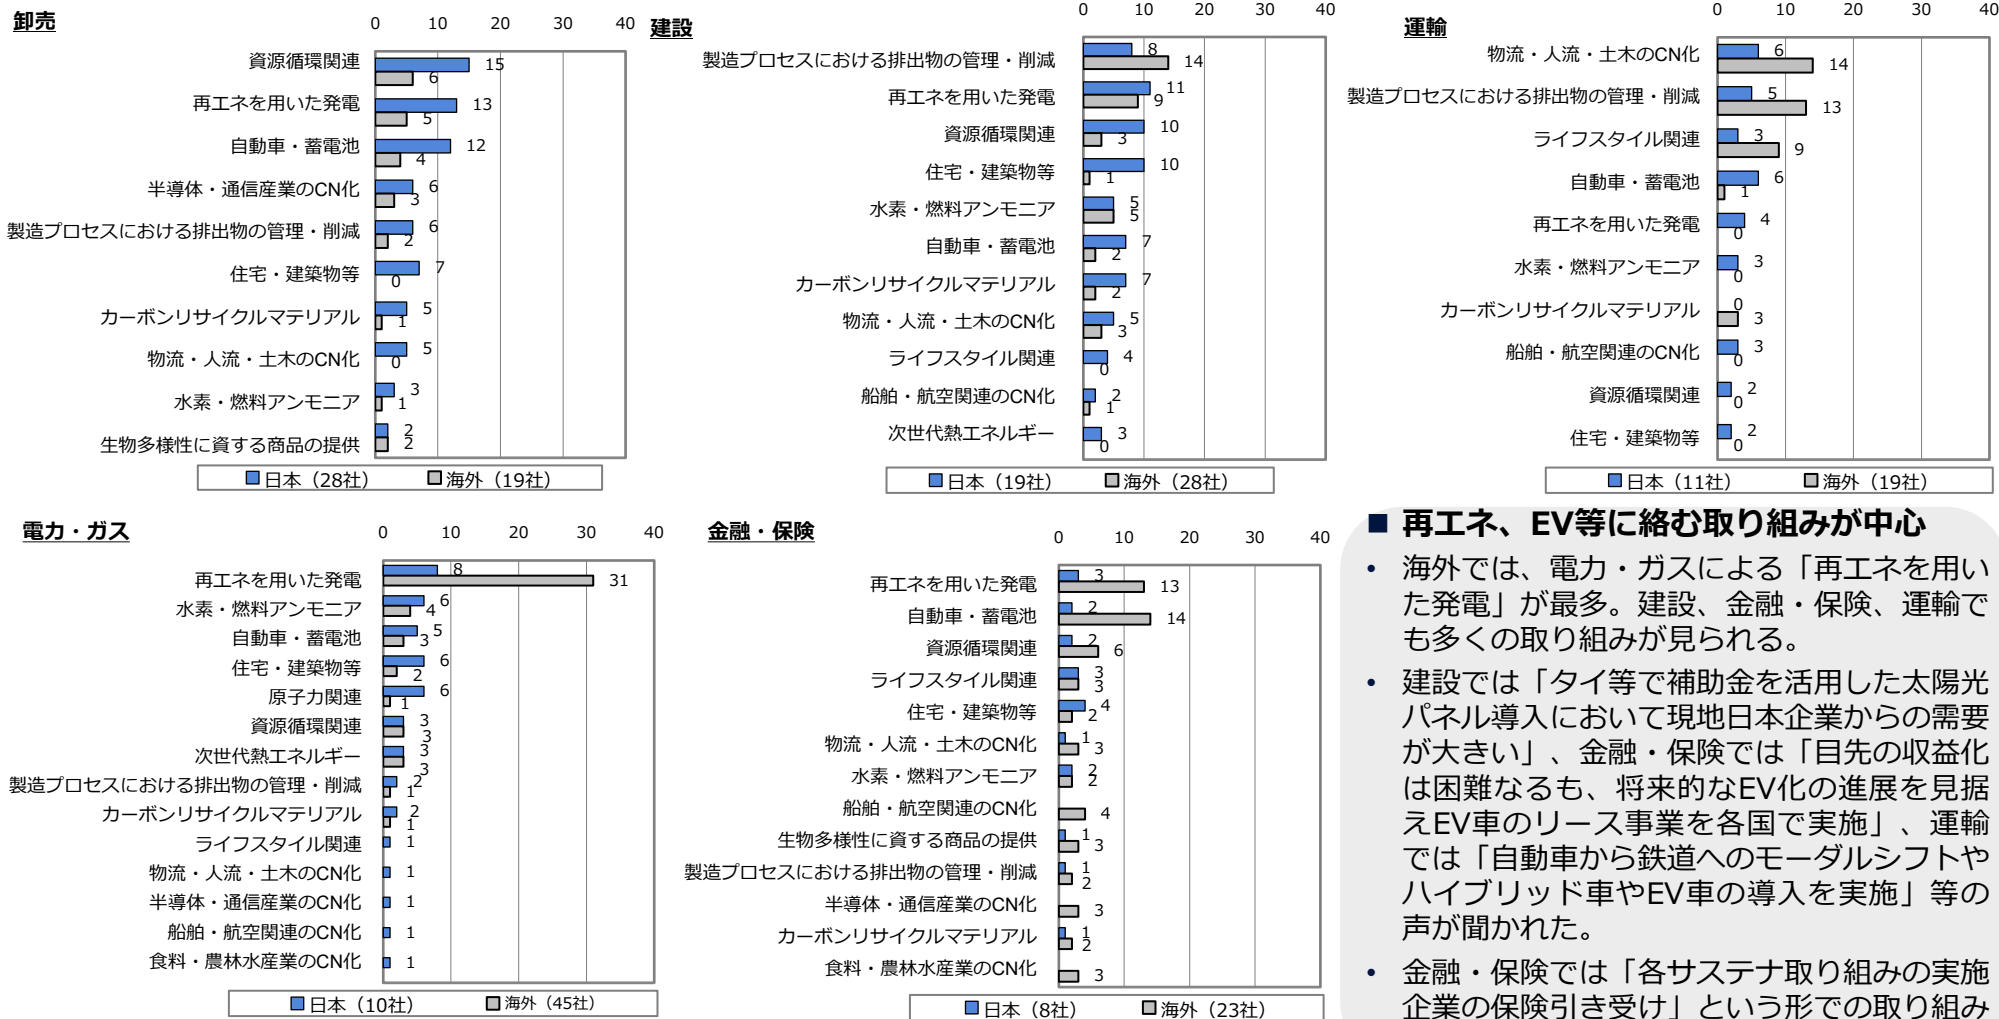 卸売
0 10 20 30 40
資源循環関連 15 6
再エネを用いた発電 13 5
自動車・蓄電池 12 4
半導体・通信産業のCN化 6 3
製造プロセスにおける排出物の管理・削減 6 2
住宅・建築物等 7 0
カーボンリサイクルマテリアル 5 1
物流・人流・土木のCN化 5 0
水素・燃料アンモニア 3 1
生物多様性に資する商品の提供 2 2
日本（28社） 海外（19社）
建設
0 10 20 30 40
製造プロセスにおける排出物の管理・削減 8 14
再エネを用いた発電 11 9
資源循環関連 10 3
住宅・建築物等 10 1
水素・燃料アンモニア 5 5
自動車・蓄電池 7 2
カーボンリサイクルマテリアル 7 2
物流・人流・土木のCN化 5 3
ライフスタイル関連 4 0
船舶・航空関連のCN化 2 1
次世代熱エネルギー 3 0
日本（19社） 海外（28社）
運輸
0 10 20 30 40
物流・人流・土木のCN化 6 14
製造プロセスにおける排出物の管理・削減 5 13
ライフスタイル関連 3 9
自動車・蓄電池 6 1
再エネを用いた発電 4 0
水素・燃料アンモニア 3 0
カーボンリサイクルマテリアル 0 3
船舶・航空関連のCN化 3 0
資源循環関連 2 0
住宅・建築物等 2 0
日本（11社） 海外（19社）
電力・ガス
0 10 20 30 40
再エネを用いた発電 8 31
水素・燃料アンモニア 6 4
自動車・蓄電池 5 3
住宅・建築物等 6 2
原子力関連 6 1
資源循環関連 3 3
次世代熱エネルギー 3 3
製造プロセスにおける排出物の管理・削減 2 1
カーボンリサイクルマテリアル 2 1
ライフスタイル関連 1
物流・人流・土木のCN化 1
半導体・通信産業のCN化 1
船舶・航空関連のCN化 1
食料・農林水産業のCN化 1
日本（10社） 海外（45社）
金融・保険
0 10 20 30 40
再エネを用いた発電 3 13
自動車・蓄電池 2 14
資源循環関連 2 6
ライフスタイル関連 3 3
住宅・建築物等 4 2
物流・人流・土木のCN化 1 3
水素・燃料アンモニア 2 2
船舶・航空関連のCN化 4
生物多様性に資する商品の提供 1 3
製造プロセスにおける排出物の管理・削減 1 2
半導体・通信産業のCN化 3
カーボンリサイクルマテリアル 1 2
食料・農林水産業のCN化 3
日本（8社） 海外（23社）
■ 再エネ、EV等に絡む取り組みが中心
• 海外では、電力・ガスによる「再エネを用い
た発電」が最多。建設、金融・保険、運輸で
も多くの取り組みが見られる。
• 建設では「タイ等で補助金を活用した太陽光
パネル導入において現地日本企業からの需要
が大きい」、金融・保険では「目先の収益化
は困難なるも、将来的なEV化の進展を見据
えEV車のリース事業を各国で実施」、運輸
では「自動車から鉄道へのモーダルシフトや
ハイブリッド車やEV車の導入を実施」等の
声が聞かれた。
• 金融・保険では「各サステナ取り組みの実施
企業の保険引き受け」という形での取り組み